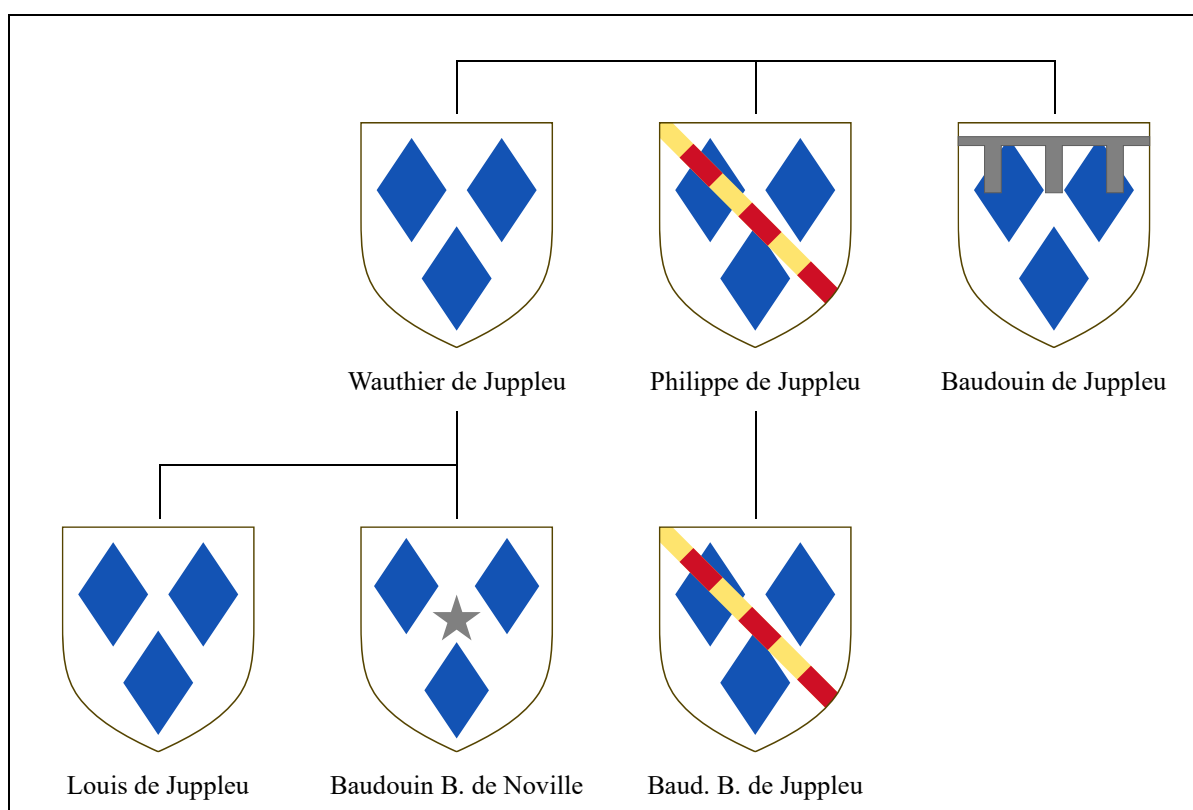 Wauthier de Juppleu
Philippe de Juppleu
Baudouin de Juppleu
Louis de Juppleu
Baudouin B. de Noville
Baud. B. de Juppleu